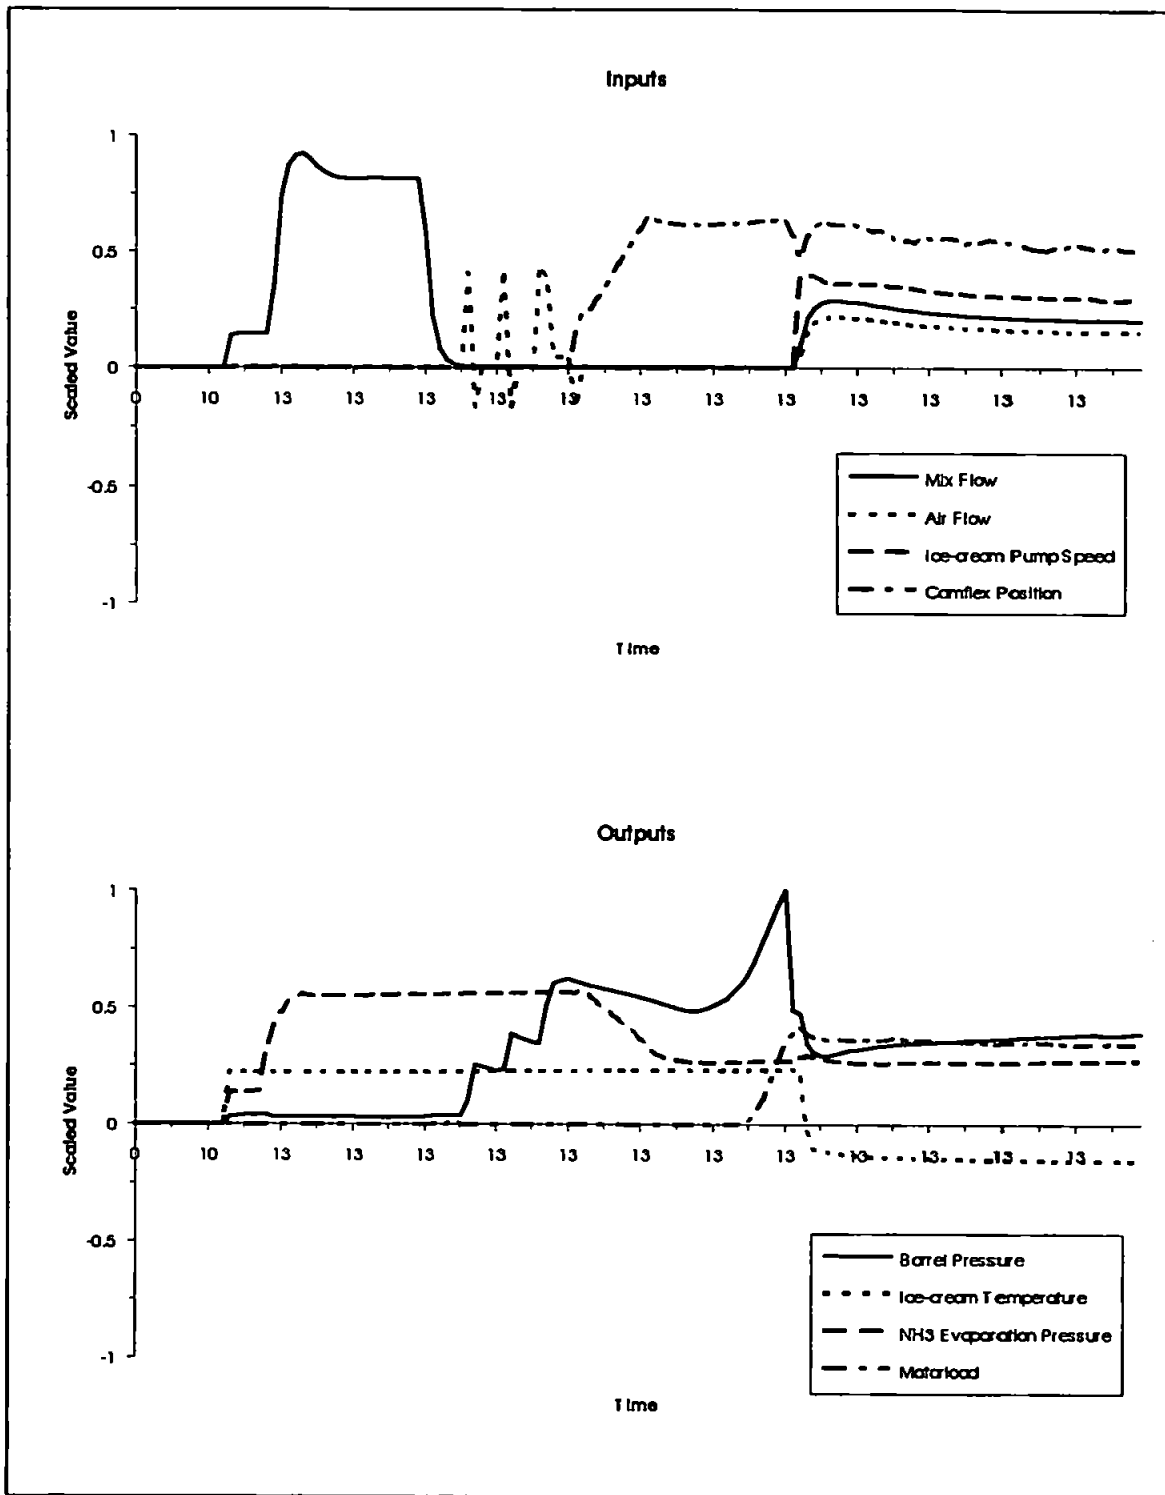 Inputs
1
0.5
0
-0.5
-1
Scaled Value
0 10 13 13 13 13 13 13 13 13 13 13 13 13
Mix Flow
Air Flow
Ice-cream Pump Speed
Camflex Position
Time
Outputs
1
0.5
0
-0.5
-1
Scaled Value
0 10 13 13 13 13 13 13 13 13 13 13 13 13
Barrel Pressure
Ice-cream Temperature
NH3 Evaporation Pressure
Motorload
Time